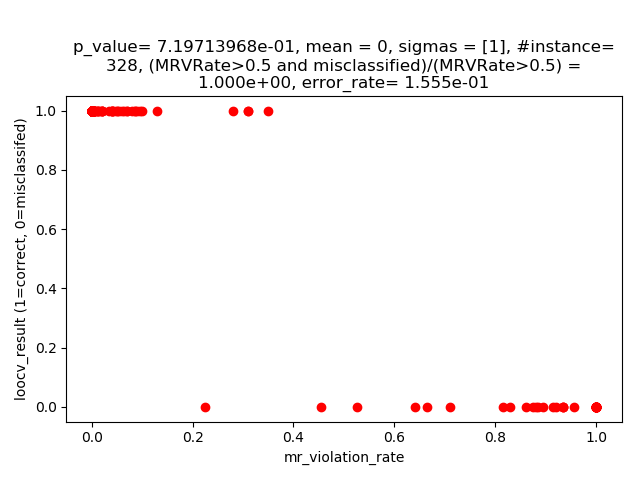 p_value= 7.19713968e-01, mean = 0, sigmas = [1], #instance=
328, (MRVRate>0.5 and misclassified)/(MRVRate>0.5) =
1.000e+00, error_rate= 1.555e-01
1.0
0.8
0.6
0.4
0.2
0.0
loocv_result (1=correct, 0=misclassifed)
0.0 0.2 0.4 0.6 0.8 1.0
mr_violation_rate